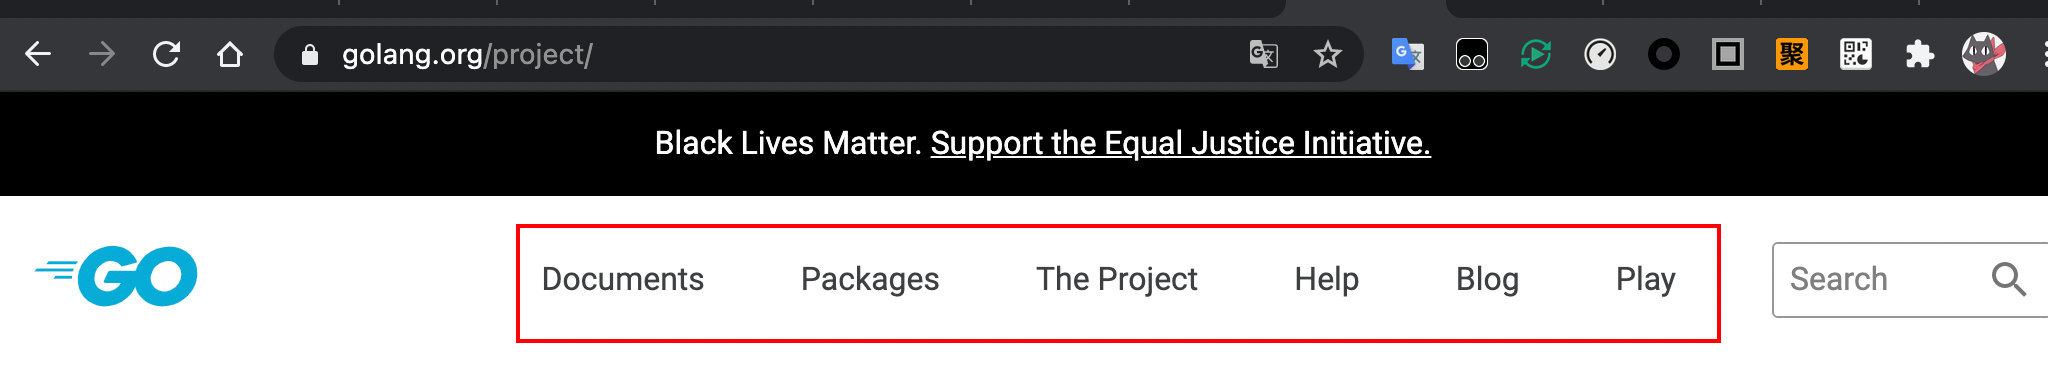 golang.org/project/
聚
Black Lives Matter. Support the Equal Justice Initiative.
GO
Documents Packages The Project Help Blog Play Search